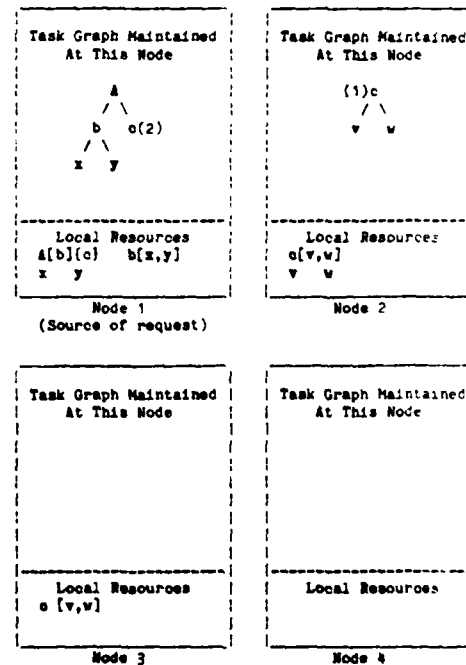 Task Graph Maintained
At This Node
A
b c(2)
x y
Local Resources
A[b]{c} b[x,y]
x y
Node 1
(Source of request)
Task Graph Maintained
At This Node
(1)c
v w
Local Resources
c[v,w]
v w
Node 2
Task Graph Maintained
At This Node
Local Resources
c [v,w]
Node 3
Task Graph Maintained
At This Node
Local Resources
Node 4